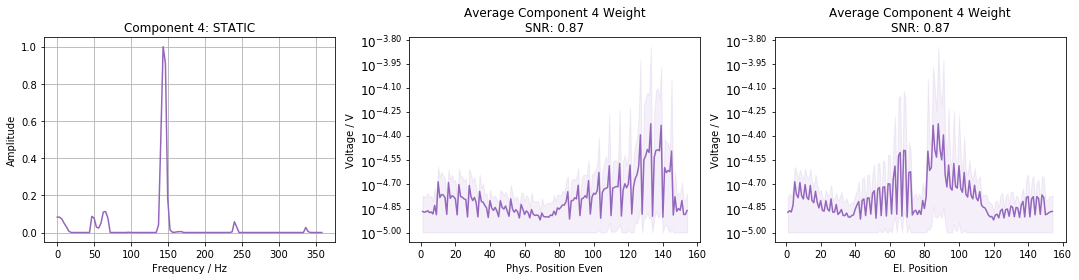 Component 4: STATIC
Amplitude
1.0
0.8
0.6
0.4
0.2
0.0
0 50 100 150 200 250 300 350
Frequency / Hz
Average Component 4 Weight
SNR: 0.87
Voltage / V
10^−3.80
10^−3.95
10^−4.10
10^−4.25
10^−4.40
10^−4.55
10^−4.70
10^−4.85
10^−5.00
0 20 40 60 80 100 120 140 160
Phys. Position Even
Average Component 4 Weight
SNR: 0.87
Voltage / V
10^−3.80
10^−3.95
10^−4.10
10^−4.25
10^−4.40
10^−4.55
10^−4.70
10^−4.85
10^−5.00
0 20 40 60 80 100 120 140 160
El. Position